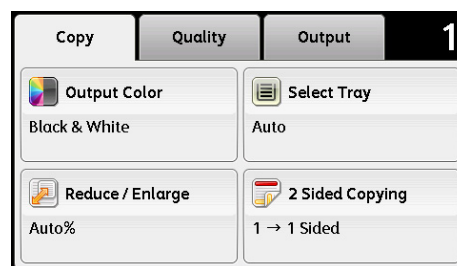 Copy Quality Output 1
Output Color Select Tray
Black & White Auto
Reduce / Enlarge 2 Sided Copying
Auto% 1 → 1 Sided